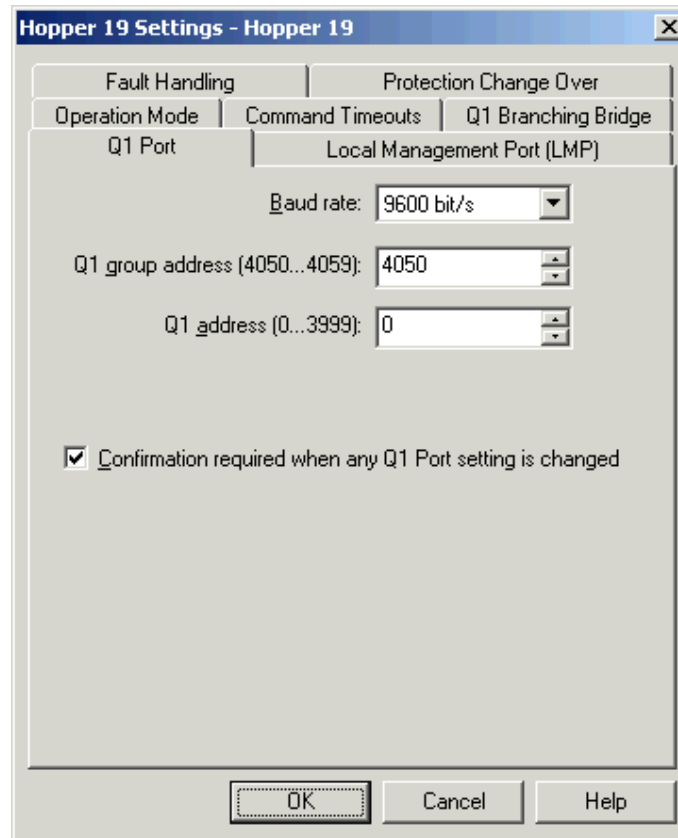 Hopper 19 Settings - Hopper 19
Fault Handling Protection Change Over
Operation Mode Command Timeouts Q1 Branching Bridge
Q1 Port Local Management Port (LMP)
Baud rate: 9600 bit/s
Q1 group address (4050...4059): 4050
Q1 address (0...3999): 0
Confirmation required when any Q1 Port setting is changed
OK Cancel Help